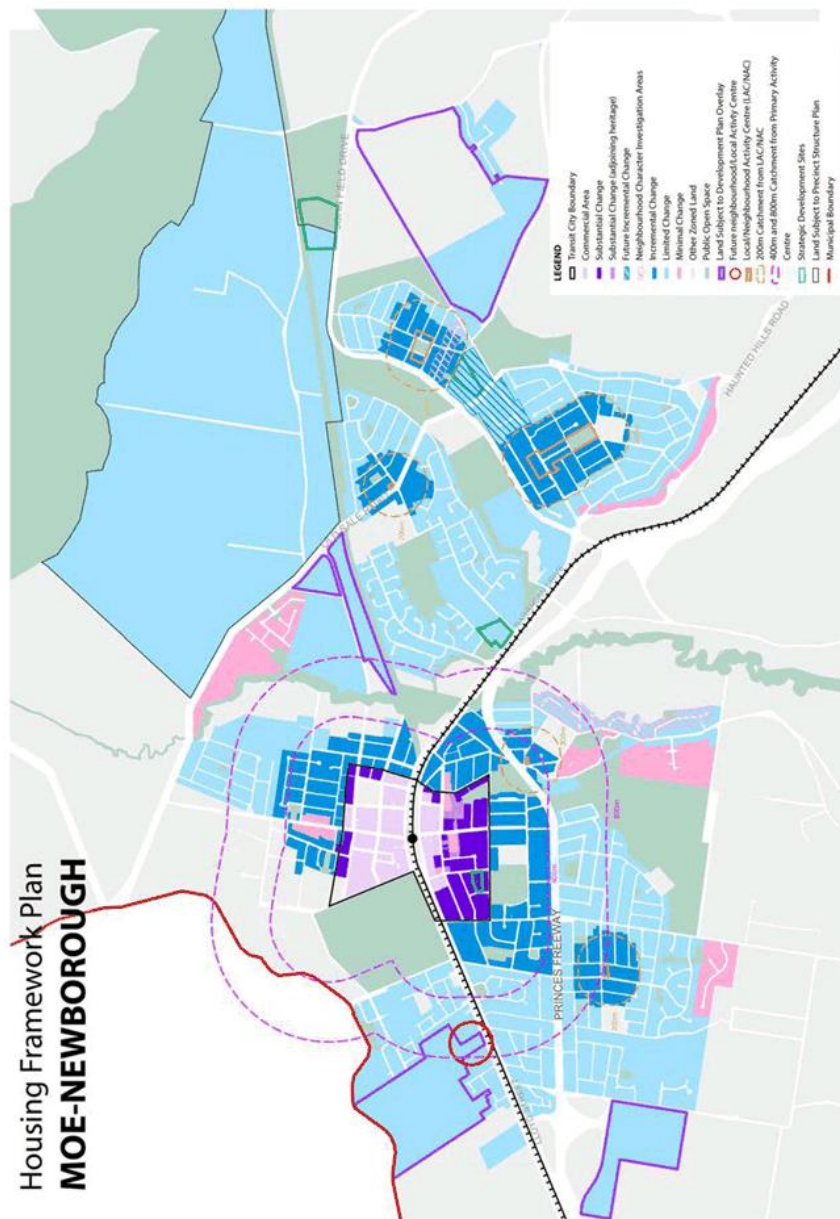 Housing Framework Plan
MOE-NEWBOROUGH
LEGEND
Transit City Boundary
Commercial Area
Substantial Change
Substantial Change (adjoining heritage)
Future Incremental Change
Neighbourhood Character Investigation Areas
Incremental Change
Limited Change
Minimal Change
Other Zoned Land
Public Open Space
Land Subject to Development Plan Overlay
Future neighbourhood/Local Activty Centre
Local/Neighbourhood Activity Centre (LAC/NAC)
200m Catchment from LAC/NAC
400m and 800m Catchment from Primary Activity
Centre
Strategic Development Sites
Land Subject to Precinct Structure Plan
Municipal Boundary
HAUNTED HILLS ROAD
PRINCES FREEWAY
800m
400m
200m